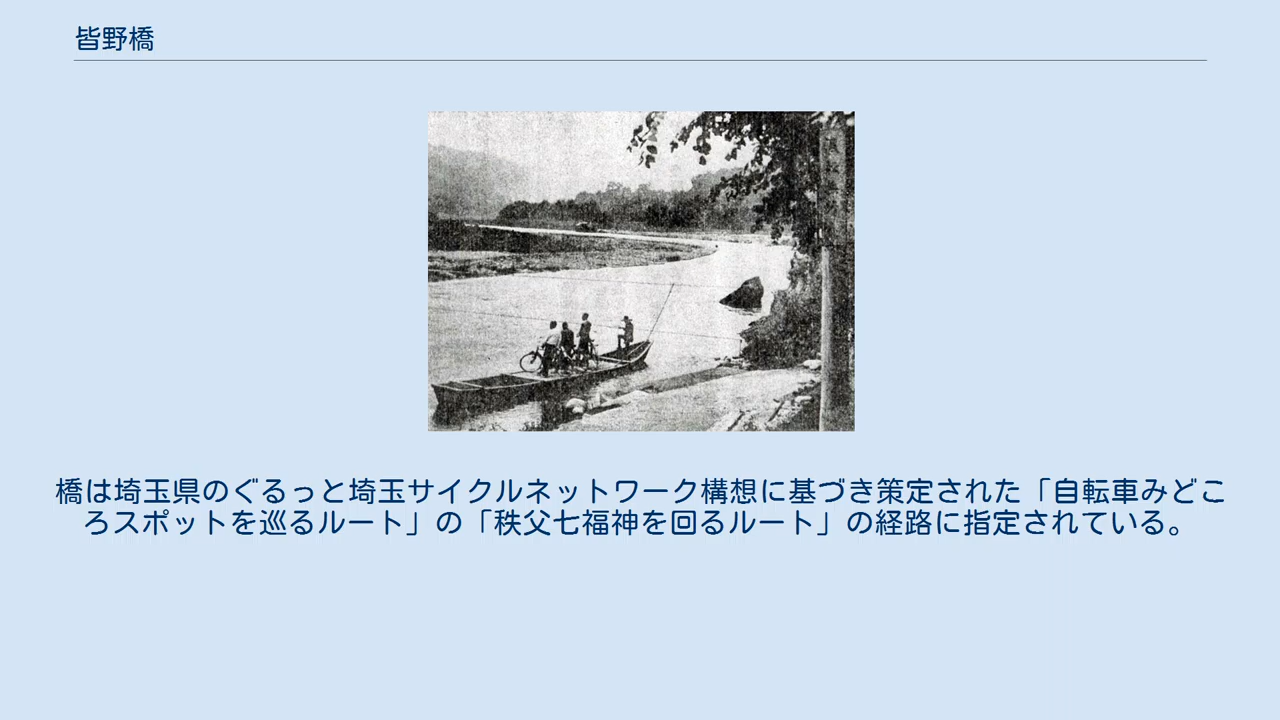 皆野橋
橋は埼玉県のぐるっと埼玉サイクルネットワーク構想に基づき策定された「自転車みどこ
ろスポットを巡るルート」の「秩父七福神を回るルート」の経路に指定されている。